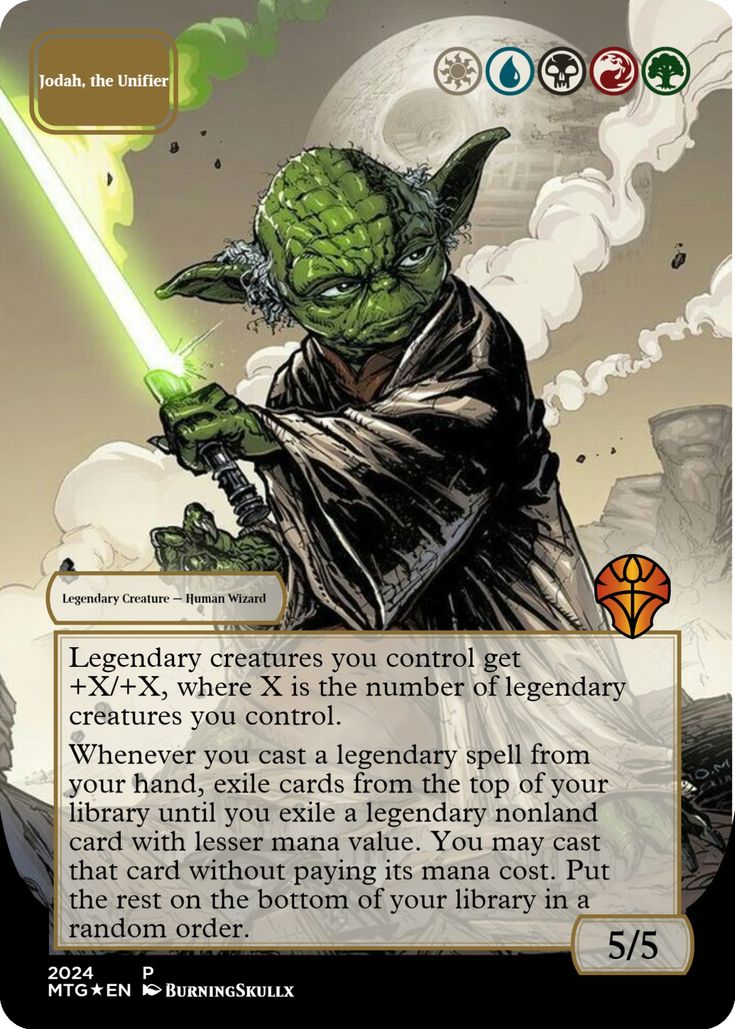 Jodah, the Unifier
Legendary Creature — Human Wizard
Legendary creatures you control get
+X/+X, where X is the number of legendary
creatures you control.
Whenever you cast a legendary spell from
your hand, exile cards from the top of your
library until you exile a legendary nonland
card with lesser mana value. You may cast
that card without paying its mana cost. Put
the rest on the bottom of your library in a
random order.
5/5
2024 P
MTG★EN BurningSkullx